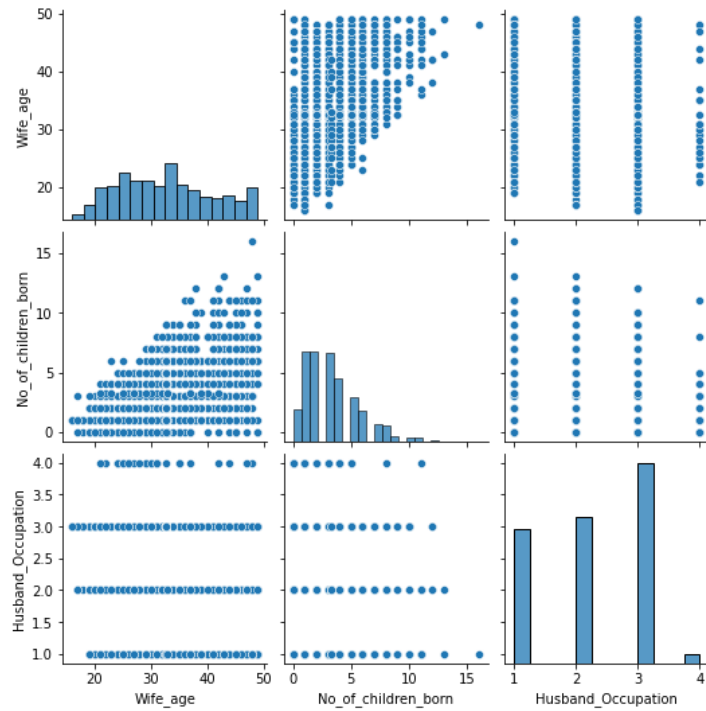 50
40
30
20
Wife_age
15
10
5
0
No_of_children_born
4.0
3.5
3.0
2.5
2.0
1.5
1.0
Husband_Occupation
20 30 40 50
0 5 10 15
1 2 3 4
Wife_age No_of_children_born Husband_Occupation